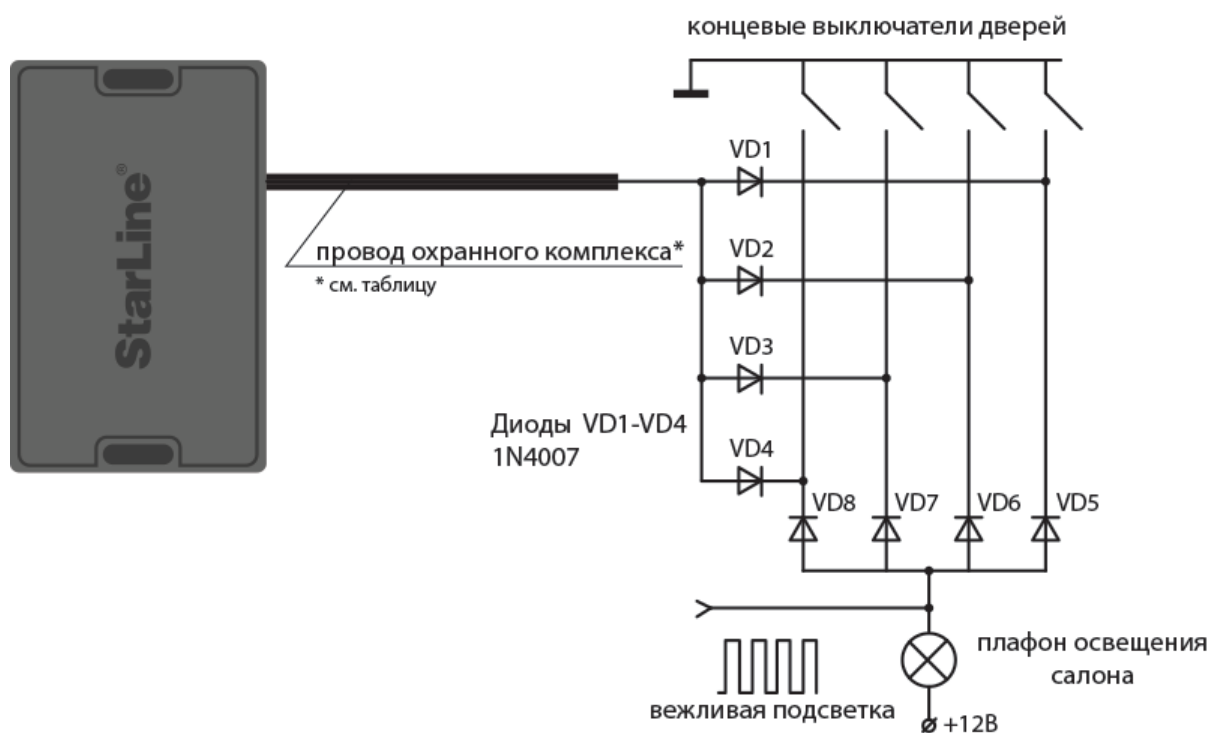 концевые выключатели дверей
StarLine®
VD1
провод охранного комплекса*
* см. таблицу
VD2
VD3
Диоды VD1-VD4
1N4007
VD4
VD8
VD7
VD6
VD5
плафон освещения
салона
вежливая подсветка
+12В